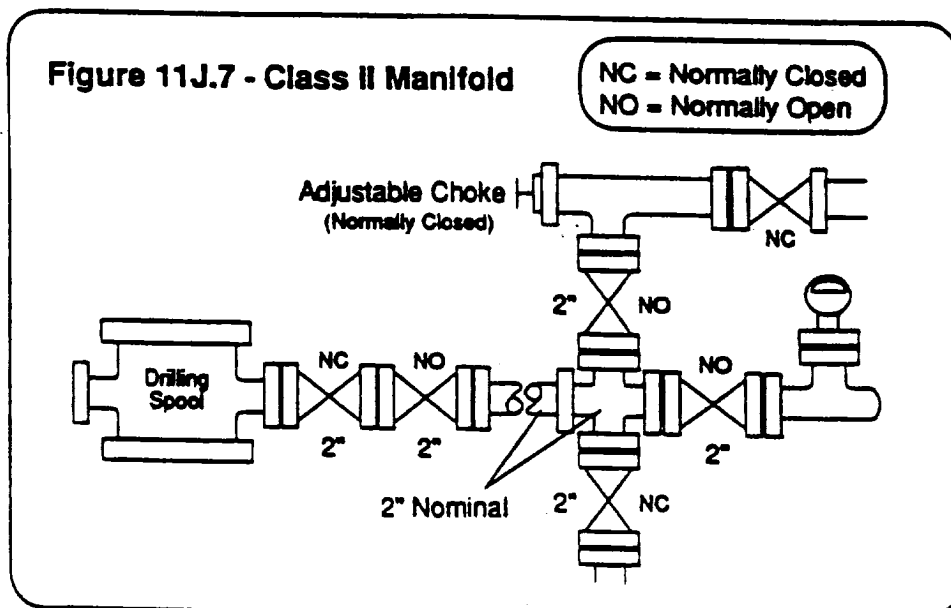 Figure 11J.7 - Class II Manifold
NC = Normally Closed
NO = Normally Open
Adjustable Choke
(Normally Closed)
NC
2" NO
Drilling
Spool
NC
NO
2"
2"
NO
2"
2" Nominal
2" NC